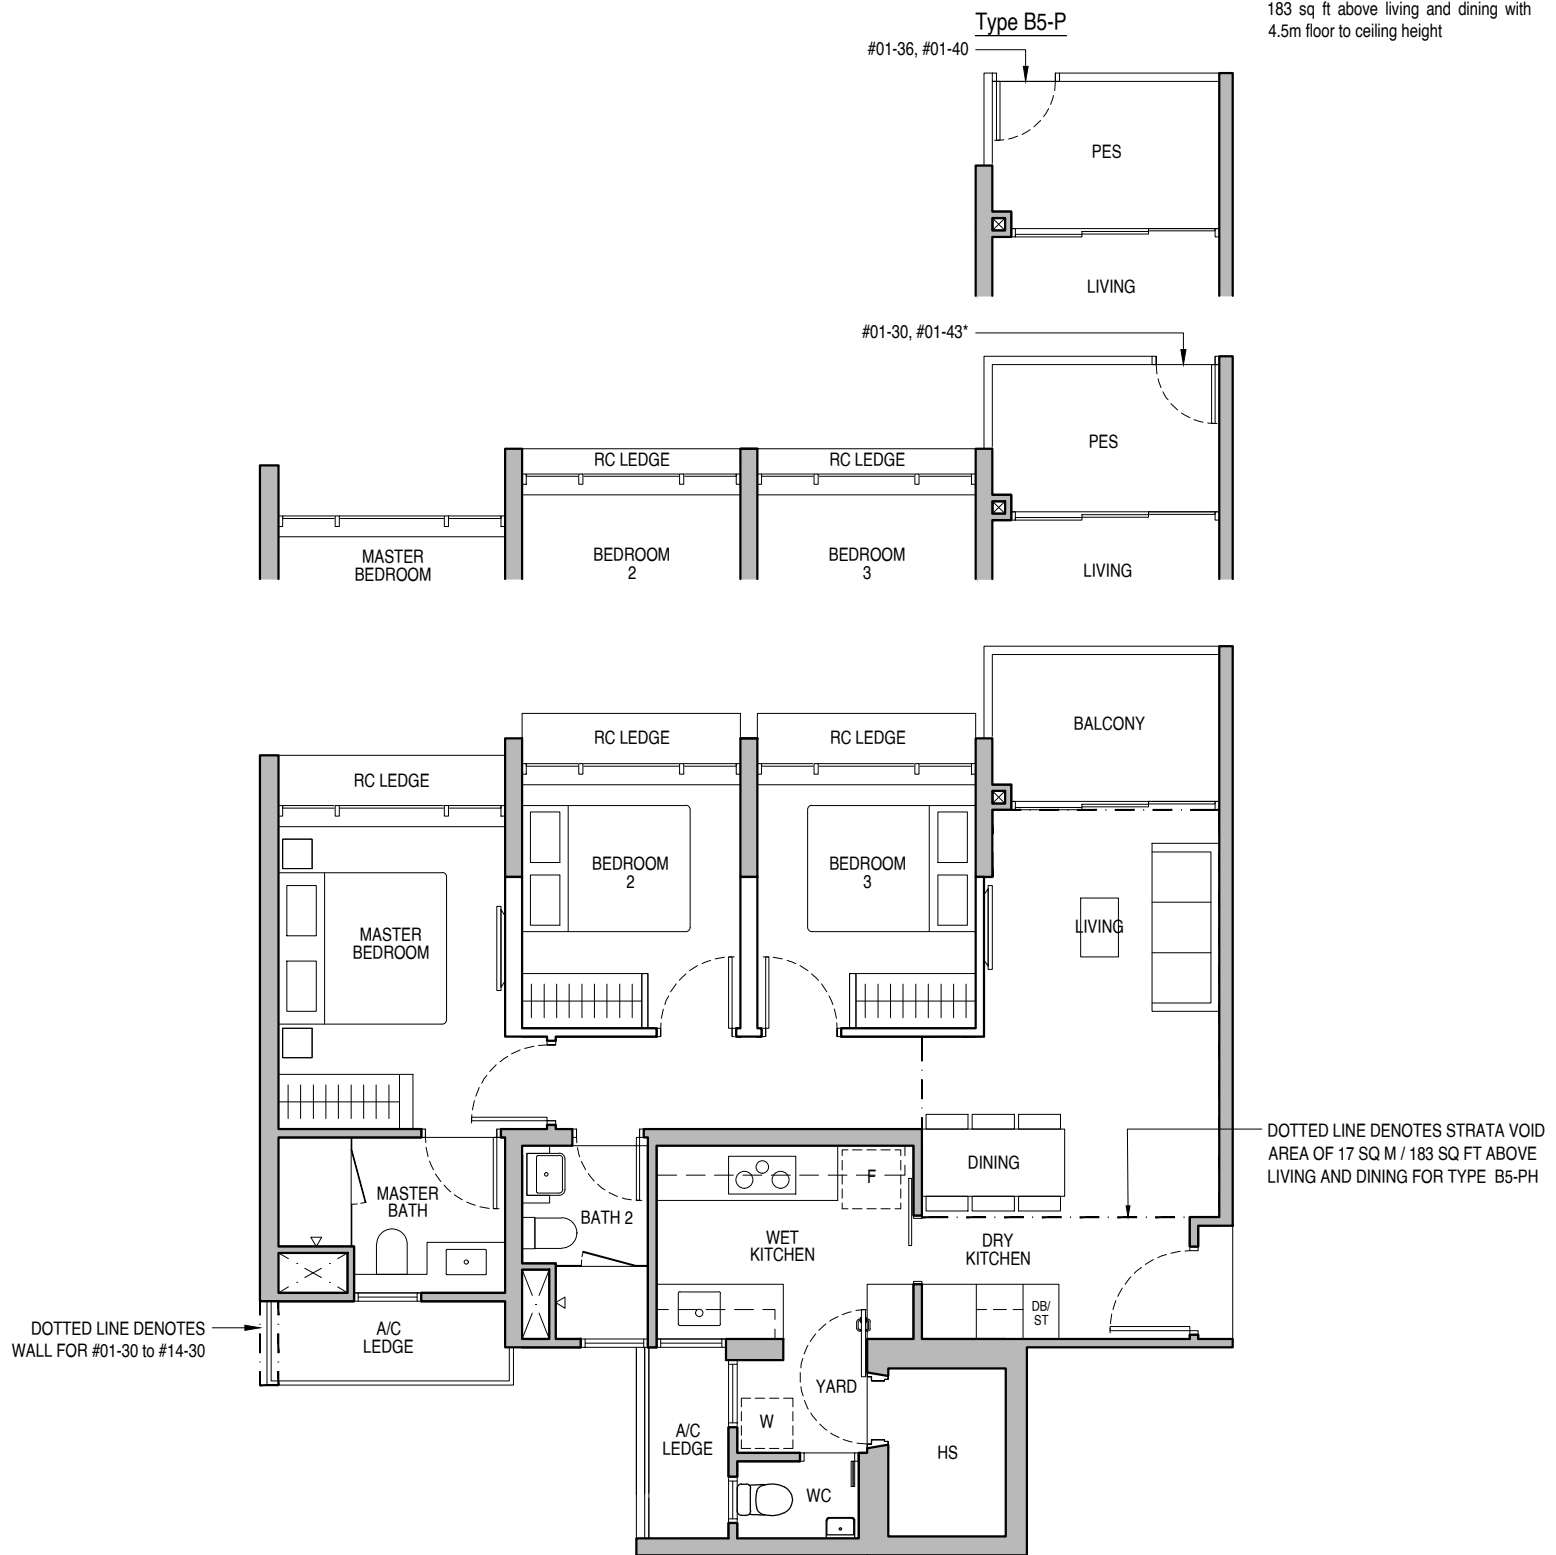 183 sq ft above living and dining with
4.5m floor to ceiling height
Type B5-P
#01-36, #01-40
PES
LIVING
#01-30, #01-43*
PES
LIVING
RC LEDGE
RC LEDGE
MASTER
BEDROOM
BEDROOM
2
BEDROOM
3
BALCONY
RC LEDGE
RC LEDGE
RC LEDGE
MASTER
BEDROOM
BEDROOM
2
BEDROOM
3
LIVING
DINING
DOTTED LINE DENOTES STRATA VOID
AREA OF 17 SQ M / 183 SQ FT ABOVE
LIVING AND DINING FOR TYPE B5-PH
MASTER
BATH
BATH 2
F
WET
KITCHEN
DRY
KITCHEN
DB/
ST
DOTTED LINE DENOTES
WALL FOR #01-30 to #14-30
A/C
LEDGE
YARD
W
A/C
LEDGE
HS
WC